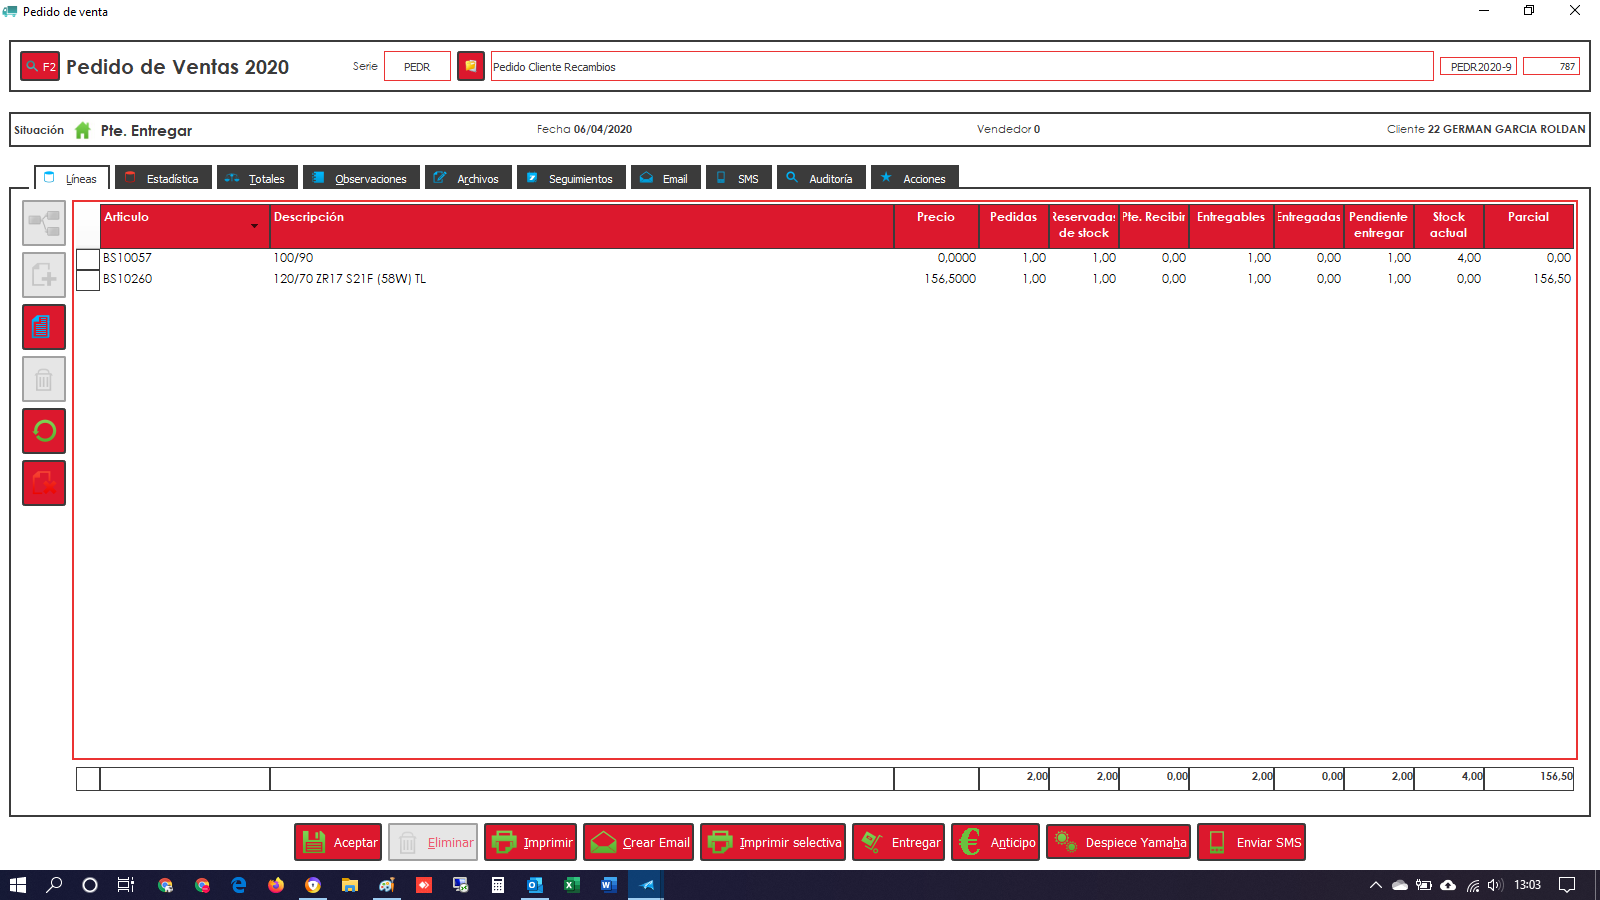 Pedido de venta
F2 Pedido de Ventas 2020 Serie PEDR Pedido Cliente Recambios PEDR2020-9 787
Situación Pte. Entregar Fecha 06/04/2020 Vendedor 0 Cliente 22 GERMAN GARCIA ROLDAN
Líneas Estadística Totales Observaciones Archivos Seguimientos Email SMS Auditoría Acciones
Articulo Descripción Precio Pedidas Reservadas Pte. Recibir Entregables Entregadas Pendiente Stock Parcial
de stock entregar actual
BS10057 100/90 0,0000 1,00 1,00 0,00 1,00 0,00 1,00 4,00 0,00
BS10260 120/70 ZR17 S21F (58W) TL 156,5000 1,00 1,00 0,00 1,00 0,00 1,00 0,00 156,50
2,00 2,00 0,00 2,00 0,00 2,00 4,00 156,50
Aceptar Eliminar Imprimir Crear Email Imprimir selectiva Entregar Anticipo Despiece Yamaha Enviar SMS
13:03